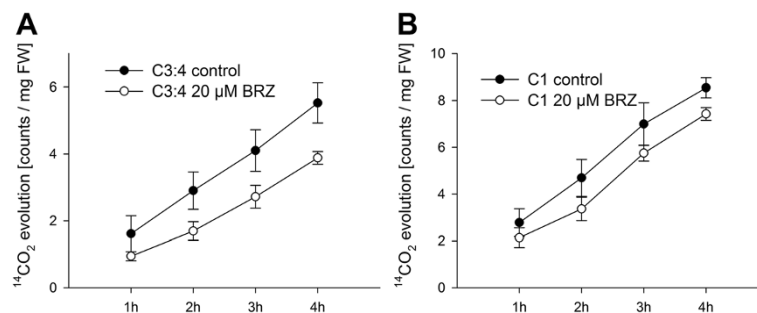 A
¹⁴CO₂ evolution [counts / mg FW]
6
4
2
0
C3:4 control
C3:4 20 µM BRZ
1h 2h 3h 4h
B
¹⁴CO₂ evolution [counts / mg FW]
10
8
6
4
2
0
C1 control
C1 20 µM BRZ
1h 2h 3h 4h